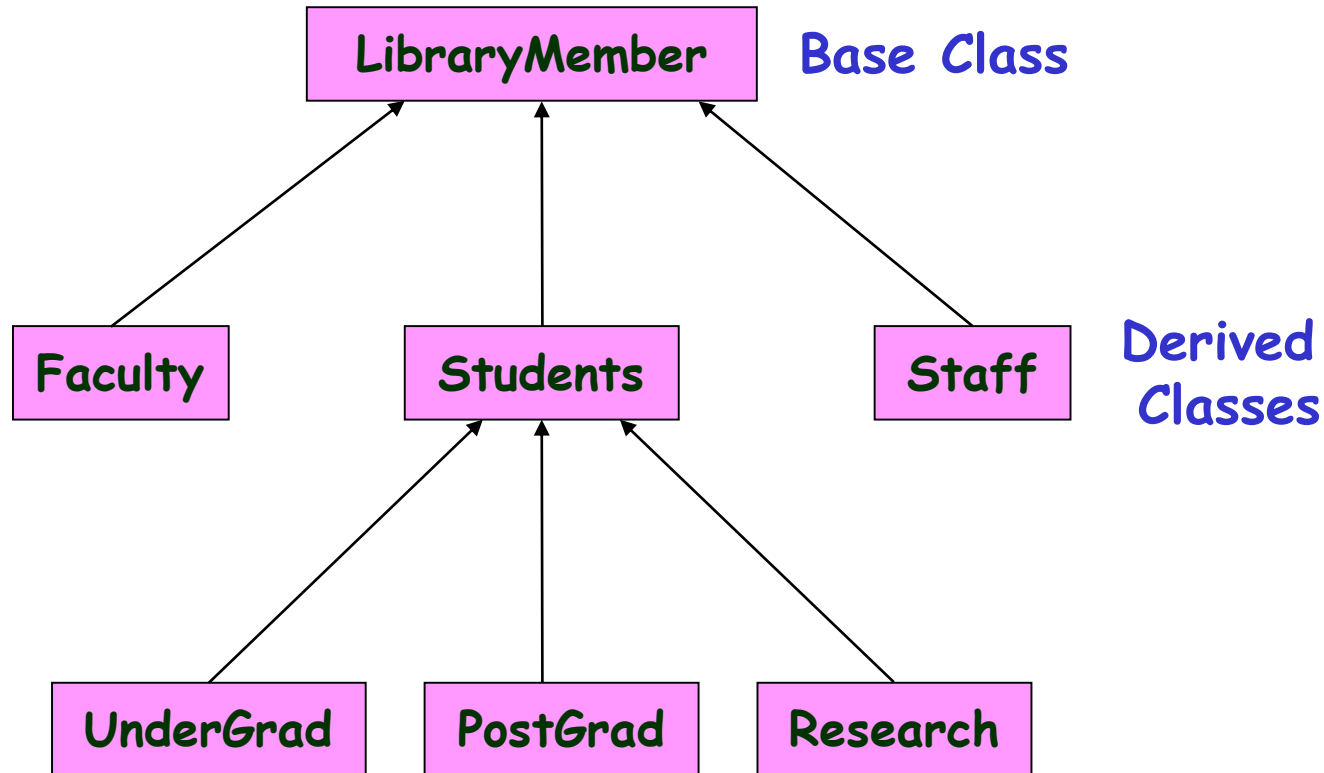 LibraryMember
Base Class
Faculty
Students
Staff
Derived
Classes
UnderGrad
PostGrad
Research